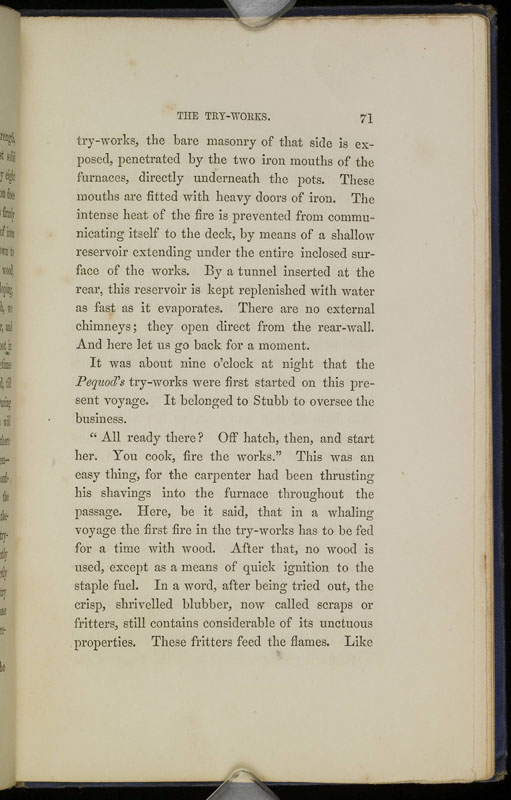 THE TRY-WORKS. 71
try-works, the bare masonry of that side is ex-
posed, penetrated by the two iron mouths of the
furnaces, directly underneath the pots. These
mouths are fitted with heavy doors of iron. The
intense heat of the fire is prevented from commu-
nicating itself to the deck, by means of a shallow
reservoir extending under the entire inclosed sur-
face of the works. By a tunnel inserted at the
rear, this reservoir is kept replenished with water
as fast as it evaporates. There are no external
chimneys; they open direct from the rear-wall.
And here let us go back for a moment.
It was about nine o'clock at night that the
Pequod's try-works were first started on this pre-
sent voyage. It belonged to Stubb to oversee the
business.
“ All ready there? Off hatch, then, and start
her. You cook, fire the works.” This was an
easy thing, for the carpenter had been thrusting
his shavings into the furnace throughout the
passage. Here, be it said, that in a whaling
voyage the first fire in the try-works has to be fed
for a time with wood. After that, no wood is
used, except as a means of quick ignition to the
staple fuel. In a word, after being tried out, the
crisp, shrivelled blubber, now called scraps or
fritters, still contains considerable of its unctuous
properties. These fritters feed the flames. Like